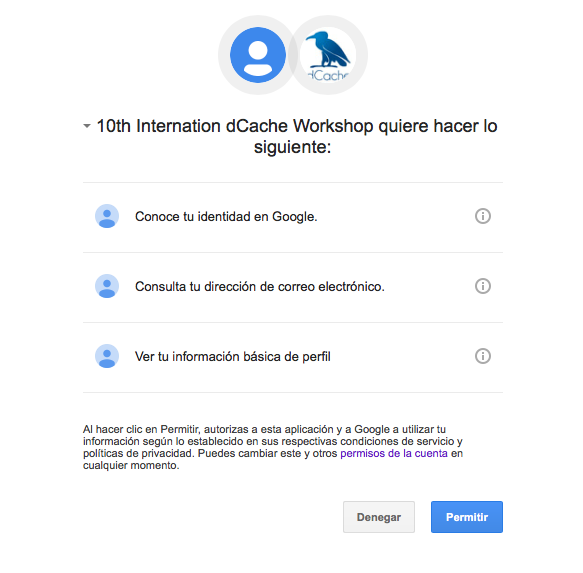 dCache
10th Internation dCache Workshop quiere hacer lo
siguiente:
Conoce tu identidad en Google.
Consulta tu dirección de correo electrónico.
Ver tu información básica de perfil
Al hacer clic en Permitir, autorizas a esta aplicación y a Google a utilizar tu
información según lo establecido en sus respectivas condiciones de servicio y
políticas de privacidad. Puedes cambiar este y otros permisos de la cuenta en
cualquier momento.
Denegar Permitir